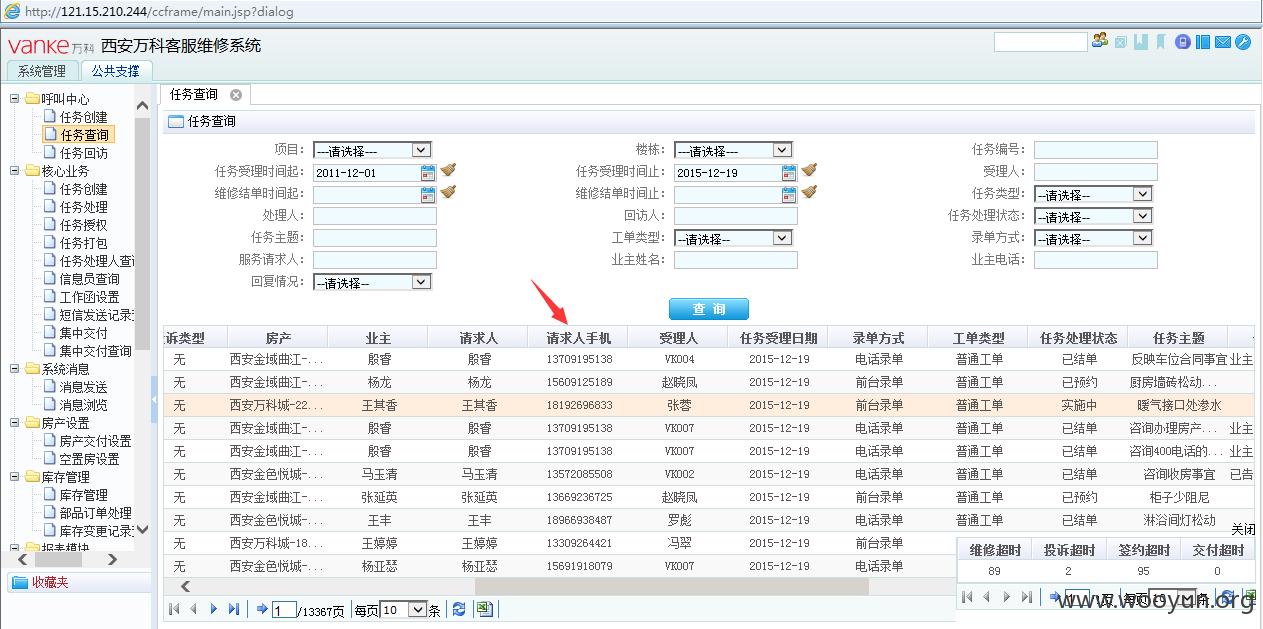 http://121.15.210.244/ccframe/main.jsp?dialog
vanke 万科 西安万科客服维修系统
系统管理 公共支撑
呼叫中心
任务创建
任务查询
任务回访
核心业务
任务创建
任务处理
任务授权
任务打包
任务处理人查询
信息员查询
工作函设置
短信发送记录
集中交付
集中交付查询
系统消息
消息发送
消息浏览
房产设置
房产交付设置
空置房设置
库存管理
库存管理
部品订单处理
库存变更记录
报表模块
收藏夹
任务查询
任务查询
项目: ---请选择--- 楼栋: ---请选择--- 任务编号:
任务受理时间起: 2011-12-01 任务受理时间止: 2015-12-19 受理人:
维修结单时间起: 维修结单时间止: 任务类型: --请选择--
处理人: 回访人: 任务处理状态: --请选择--
任务主题: 工单类型: --请选择-- 录单方式: --请选择--
服务请求人: 业主姓名: 业主电话:
回复情况: --请选择--
查 询
诉类型 房产 业主 请求人 请求人手机 受理人 任务受理日期 录单方式 工单类型 任务处理状态 任务主题
无 西安金域曲江-... 殷睿 殷睿 13709195138 VK004 2015-12-19 电话录单 普通工单 已结单 反映车位合同事宜 业主
无 西安金域曲江-... 杨龙 杨龙 15609125189 赵晓凤 2015-12-19 前台录单 普通工单 已预约 厨房墙砖松动...
无 西安万科城-22... 王其香 王其香 18192696833 张蓉 2015-12-19 前台录单 普通工单 实施中 暖气接口处渗水
无 西安金域曲江-... 殷睿 殷睿 13709195138 VK007 2015-12-19 电话录单 普通工单 已结单 咨询办理房产... 业主
无 西安金域曲江-... 殷睿 殷睿 13709195138 VK007 2015-12-19 电话录单 普通工单 已结单 咨询400电话的... 业主
无 西安金色悦城-... 马玉清 马玉清 13572085508 VK002 2015-12-19 电话录单 普通工单 已结单 咨询收房事宜 已告
无 西安金域曲江-... 张延英 张延英 13669236725 赵晓凤 2015-12-19 前台录单 普通工单 已预约 柜子少阻尼
无 西安金色悦城-... 王丰 王丰 18966938487 罗彪 2015-12-19 电话录单 普通工单 已结单 淋浴间灯松动
无 西安万科城-18... 王婷婷 王婷婷 13309264421 冯翠 2015-12-19 前台录单
无 西安金色悦城-... 杨亚瑟 杨亚瑟 15691918079 VK007 2015-12-19 电话录单
关闭
维修超时 投诉超时 签约超时 交付超时
89 2 95 0
1 /13367页 每页 10 条
1 /1页 每页 10 条
www.wooyun.org